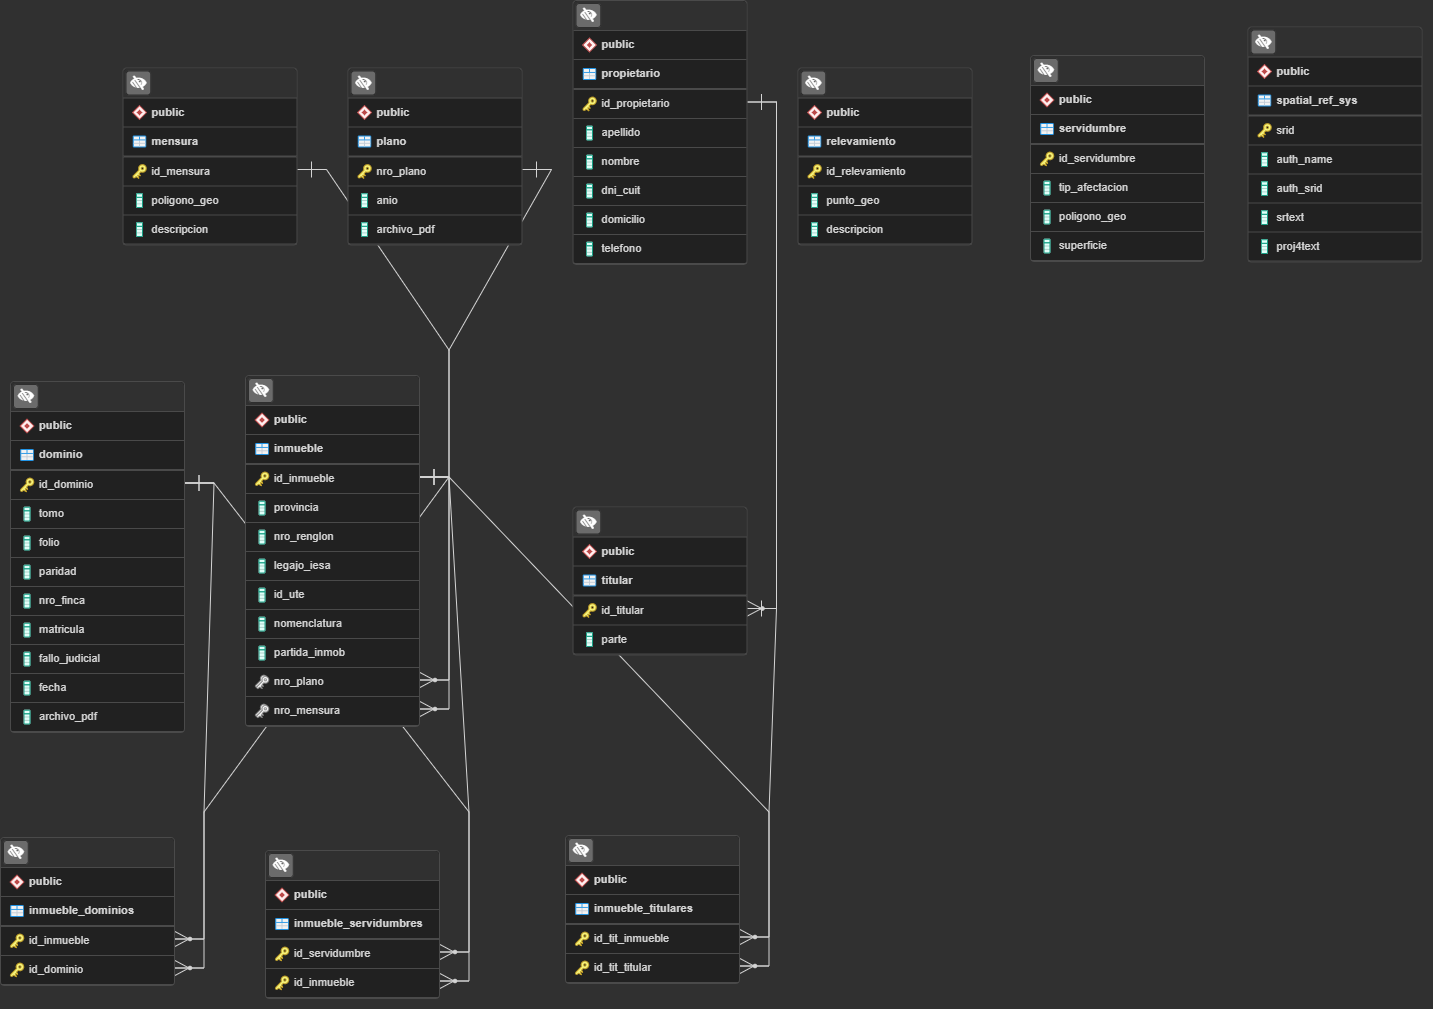 public
mensura
id_mensura
poligono_geo
descripcion
public
plano
nro_plano
anio
archivo_pdf
public
propietario
id_propietario
apellido
nombre
dni_cuit
domicilio
telefono
public
relevamiento
id_relevamiento
punto_geo
descripcion
public
servidumbre
id_servidumbre
tip_afectacion
poligono_geo
superficie
public
spatial_ref_sys
srid
auth_name
auth_srid
srtext
proj4text
public
dominio
id_dominio
tomo
folio
paridad
nro_finca
matricula
fallo_judicial
fecha
archivo_pdf
public
inmueble
id_inmueble
provincia
nro_renglon
legajo_iesa
id_ute
nomenclatura
partida_inmob
nro_plano
nro_mensura
public
titular
id_titular
parte
public
inmueble_dominios
id_inmueble
id_dominio
public
inmueble_servidumbres
id_servidumbre
id_inmueble
public
inmueble_titulares
id_tit_inmueble
id_tit_titular